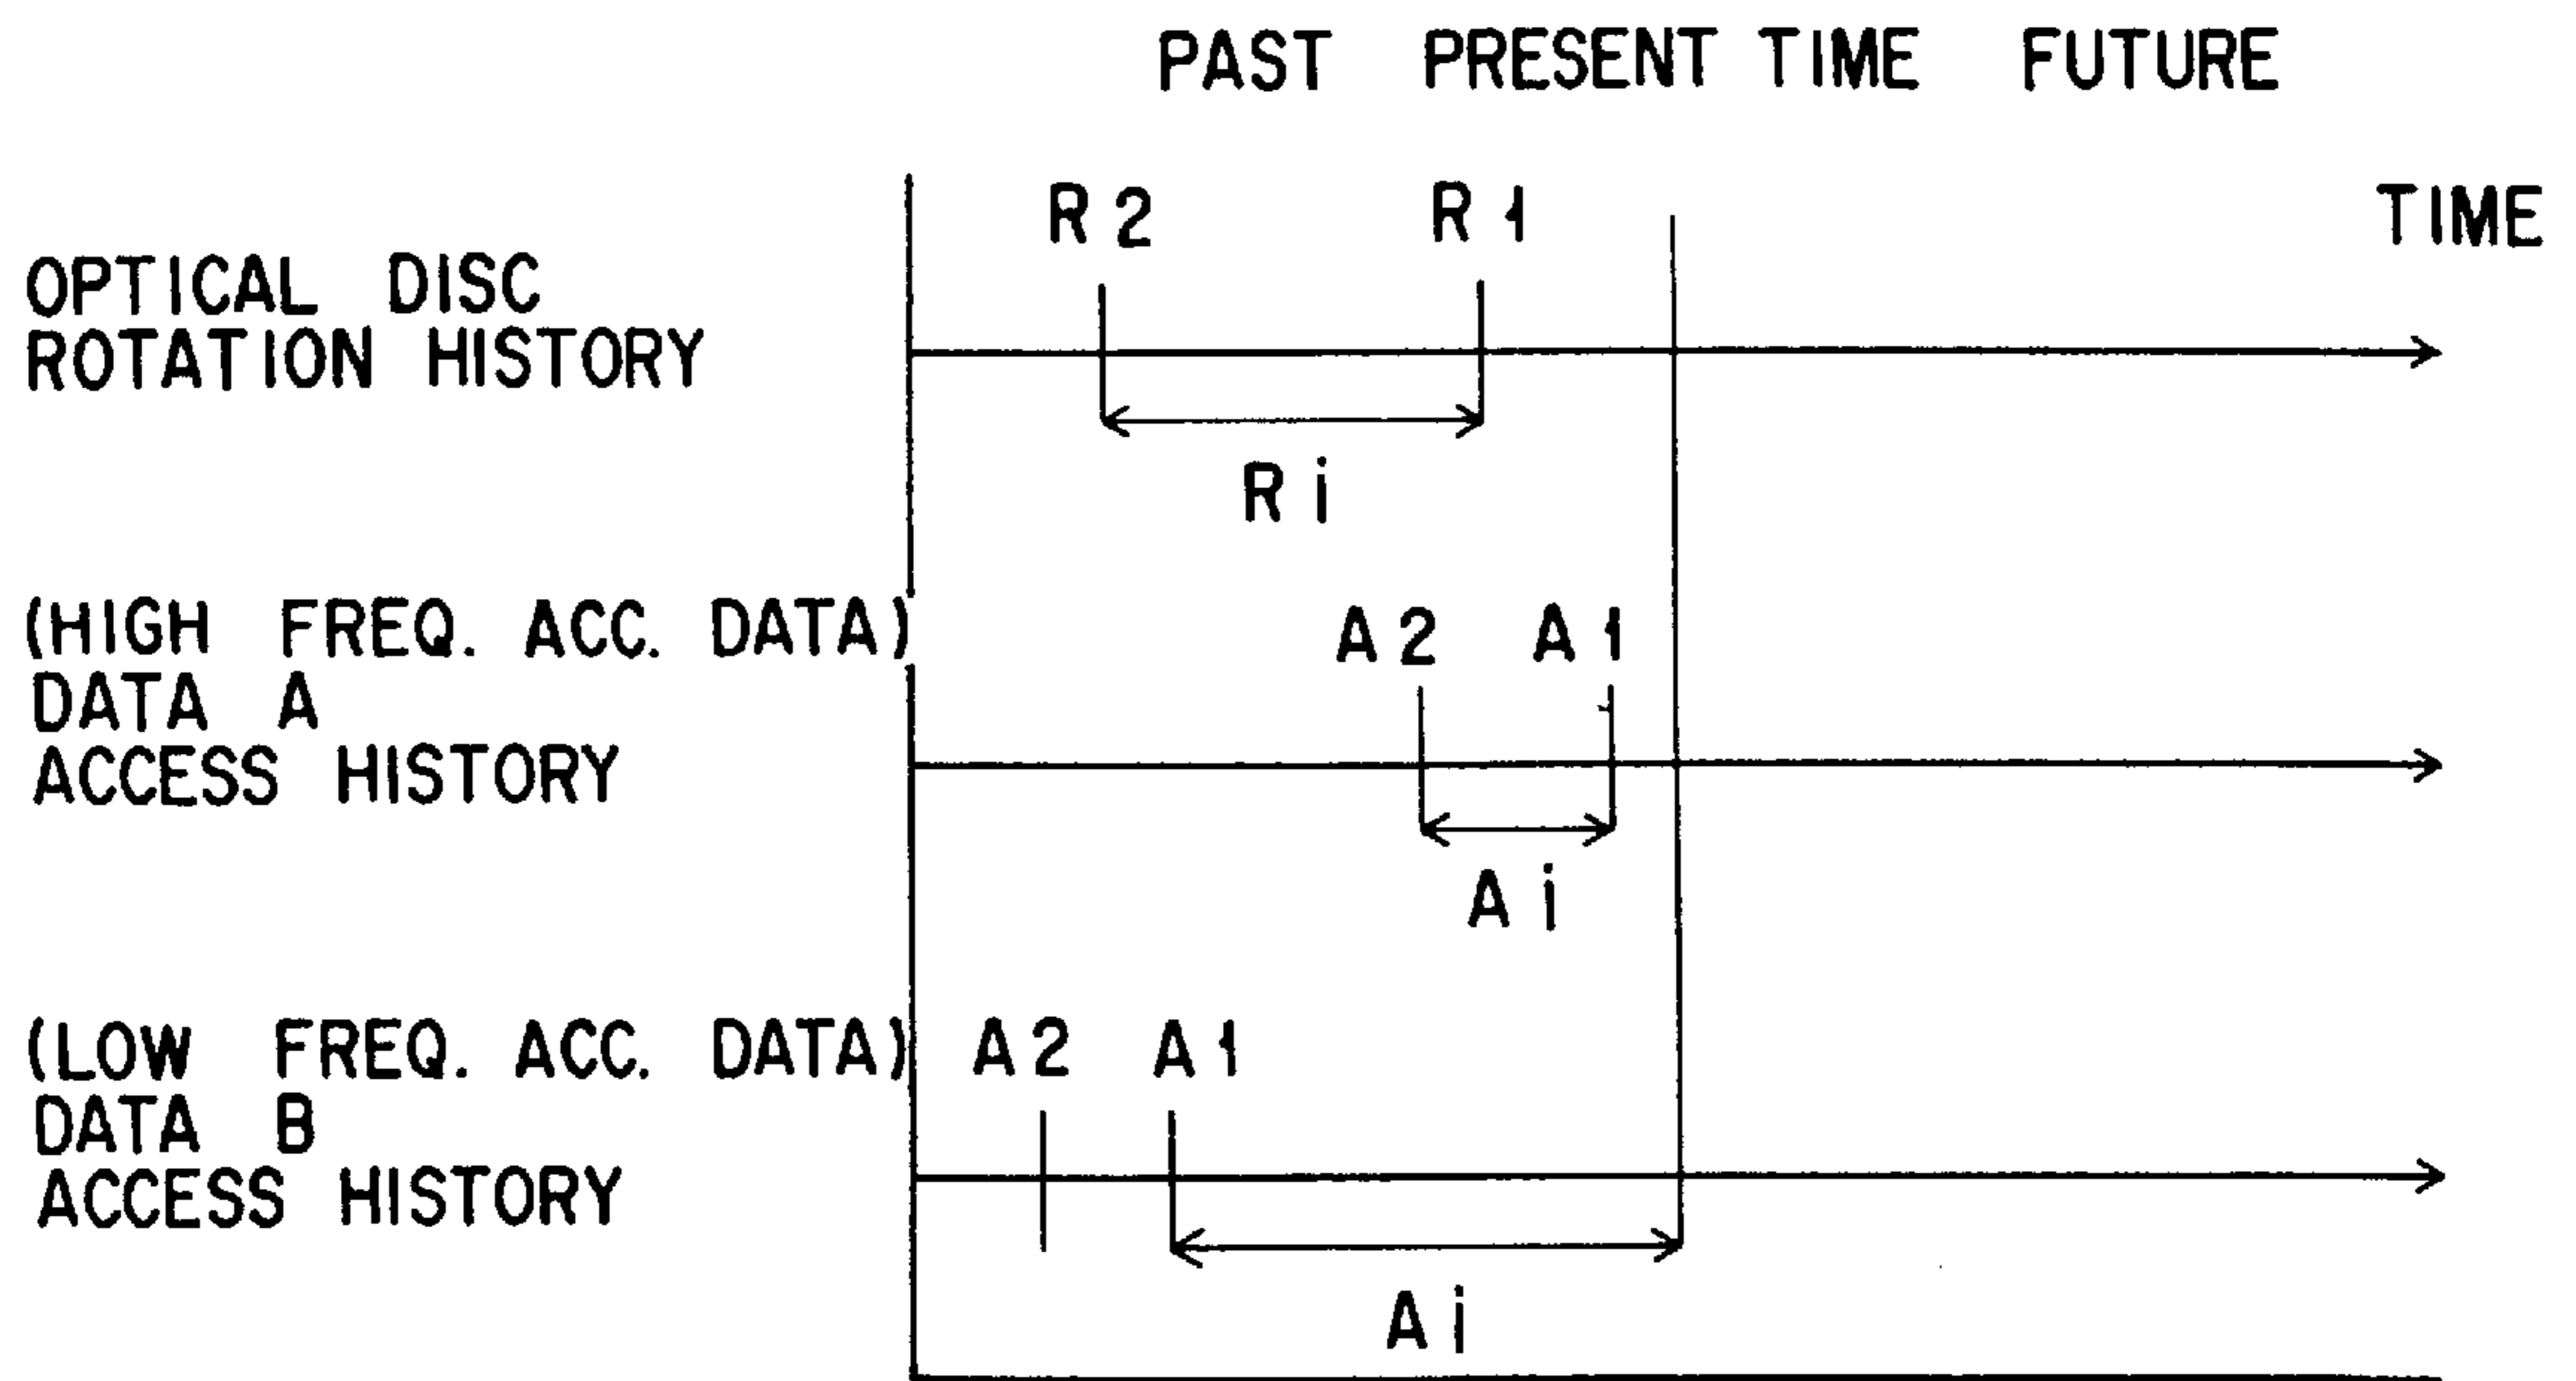 PAST PRESENT TIME FUTURE
R2 R1 TIME
OPTICAL DISC
ROTATION HISTORY
Ri
(HIGH FREQ. ACC. DATA) A2 A1
DATA A
ACCESS HISTORY
Ai
(LOW FREQ. ACC. DATA) A2 A1
DATA B
ACCESS HISTORY
Ai